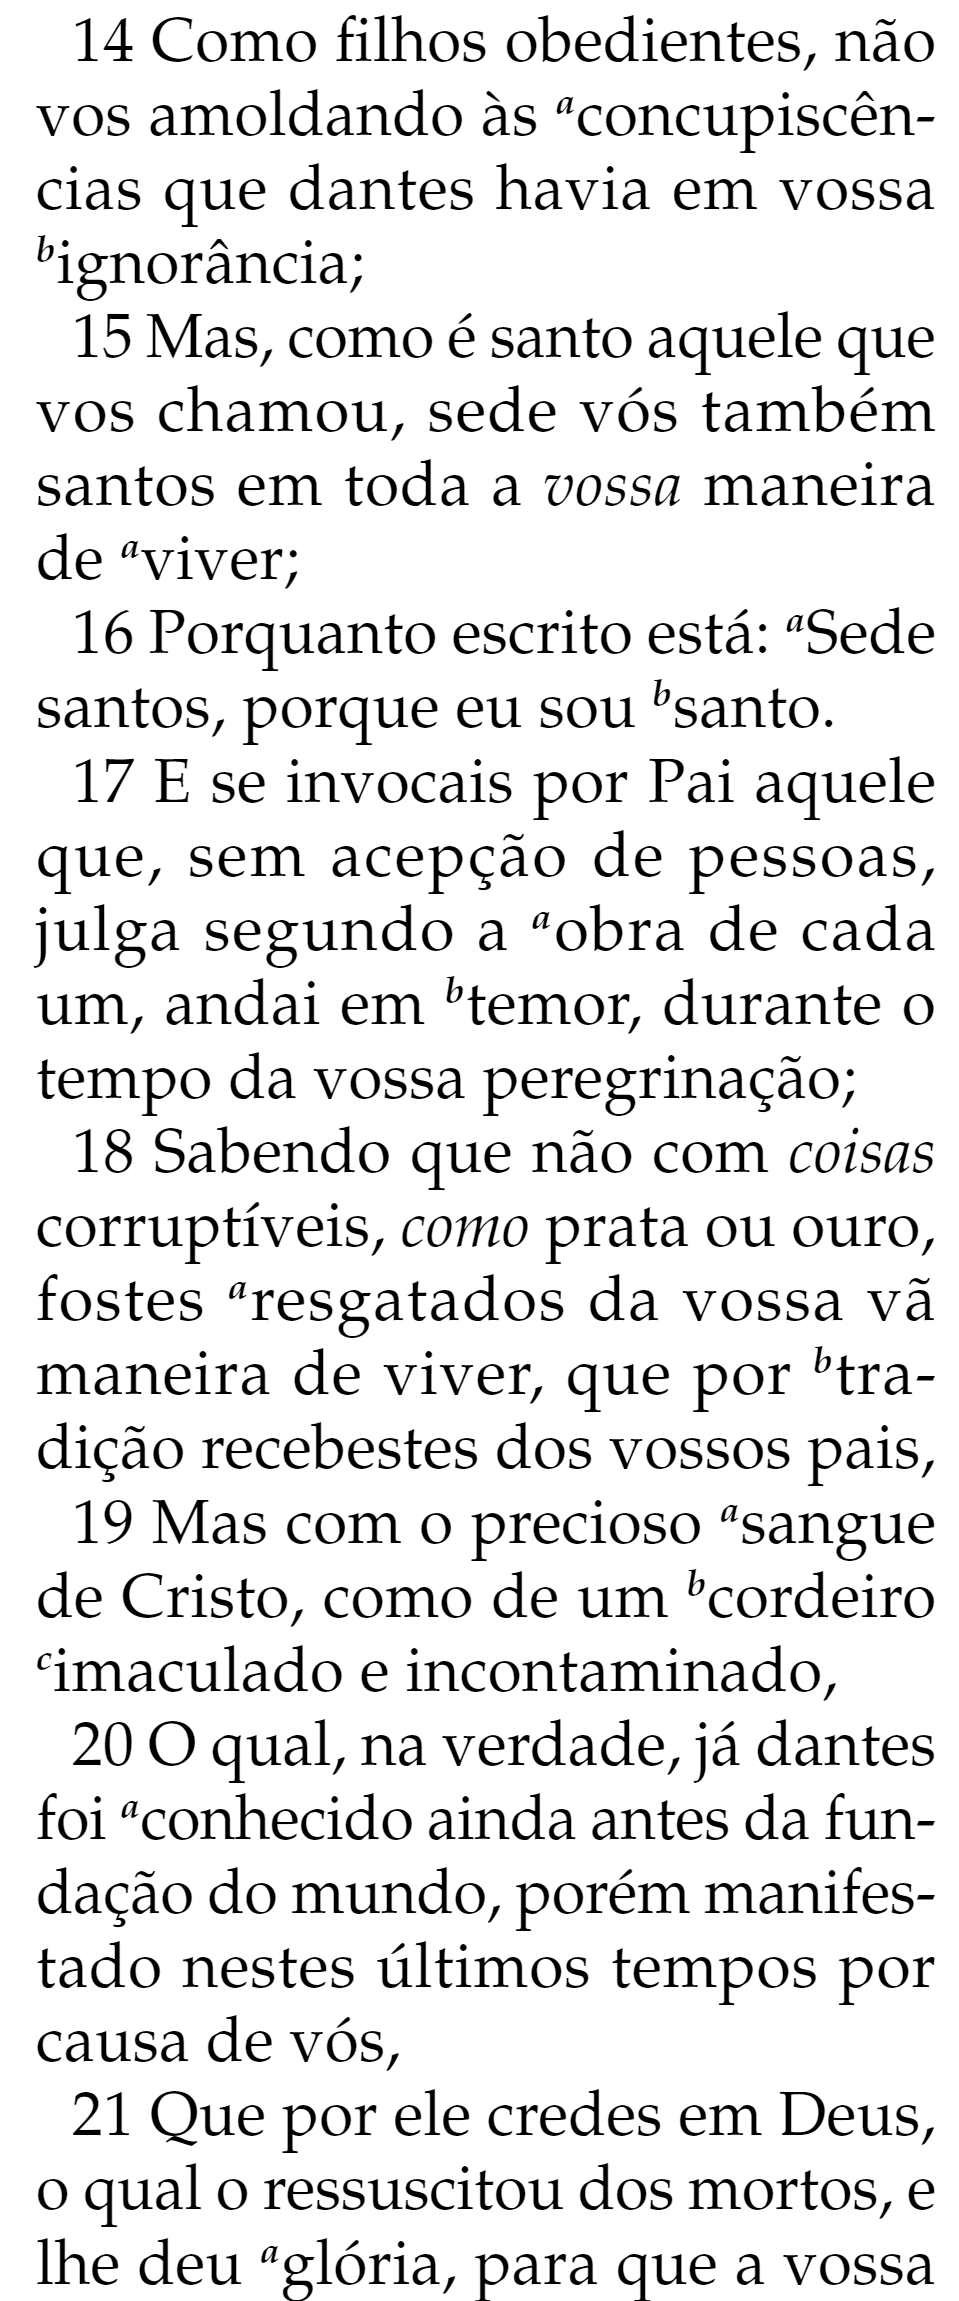 14 Como filhos obedientes, não
vos amoldando às ᵃconcupiscên-
cias que dantes havia em vossa
ᵇignorância;
15 Mas, como é santo aquele que
vos chamou, sede vós também
santos em toda a vossa maneira
de ᵃviver;
16 Porquanto escrito está: ᵃSede
santos, porque eu sou ᵇsanto.
17 E se invocais por Pai aquele
que, sem acepção de pessoas,
julga segundo a ᵃobra de cada
um, andai em ᵇtemor, durante o
tempo da vossa peregrinação;
18 Sabendo que não com coisas
corruptíveis, como prata ou ouro,
fostes ᵃresgatados da vossa vã
maneira de viver, que por ᵇtra-
dição recebestes dos vossos pais,
19 Mas com o precioso ᵃsangue
de Cristo, como de um ᵇcordeiro
ᶜimaculado e incontaminado,
20 O qual, na verdade, já dantes
foi ᵃconhecido ainda antes da fun-
dação do mundo, porém manifes-
tado nestes últimos tempos por
causa de vós,
21 Que por ele credes em Deus,
o qual o ressuscitou dos mortos, e
lhe deu ᵃglória, para que a vossa